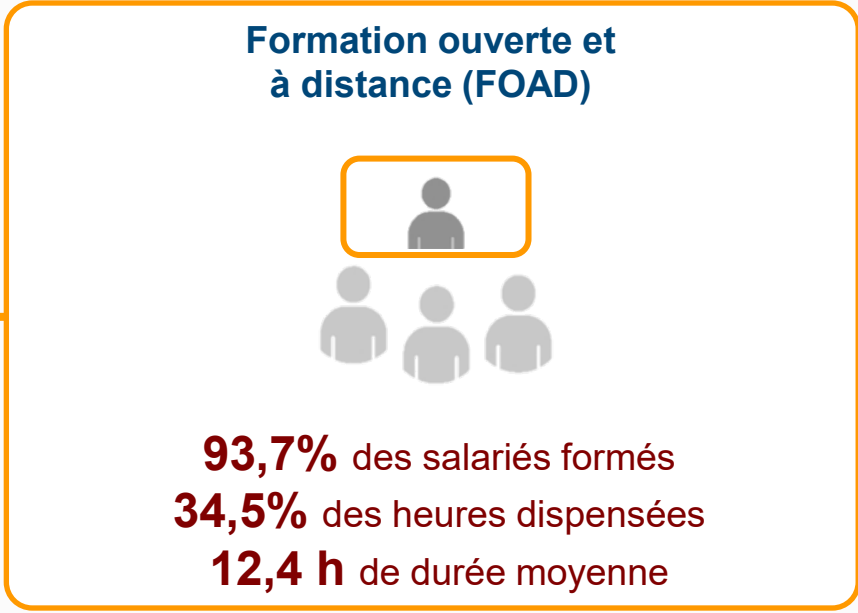 Formation ouverte et
à distance (FOAD)
93,7% des salariés formés
34,5% des heures dispensées
12,4 h de durée moyenne